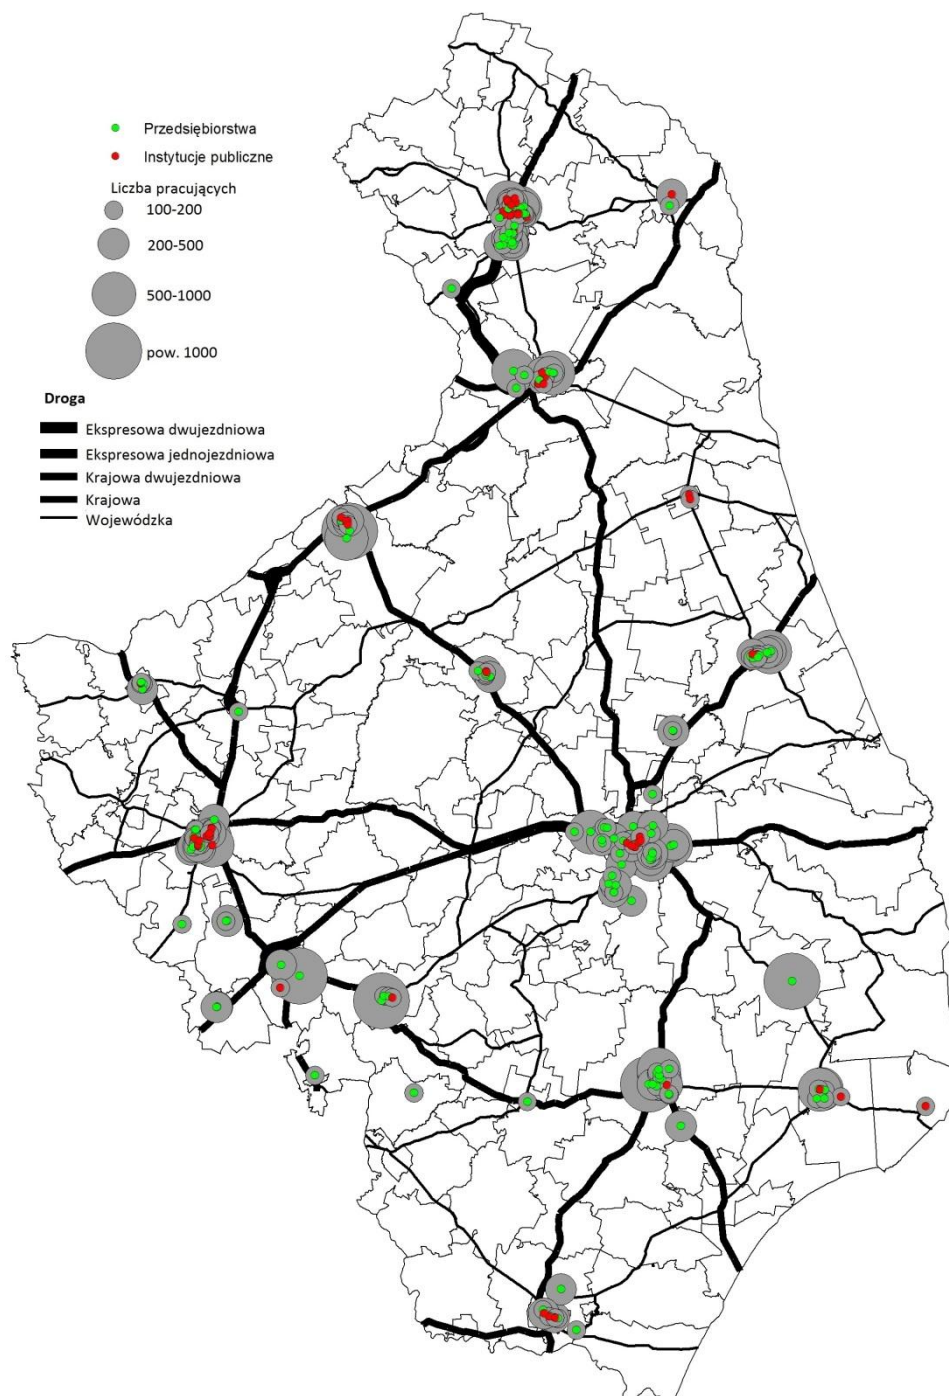 Przedsiębiorstwa
Instytucje publiczne
Liczba pracujących
100-200
200-500
500-1000
pow. 1000
Droga
Ekspresowa dwujezdniowa
Ekspresowa jednojezdniowa
Krajowa dwujezdniowa
Krajowa
Wojewódzka